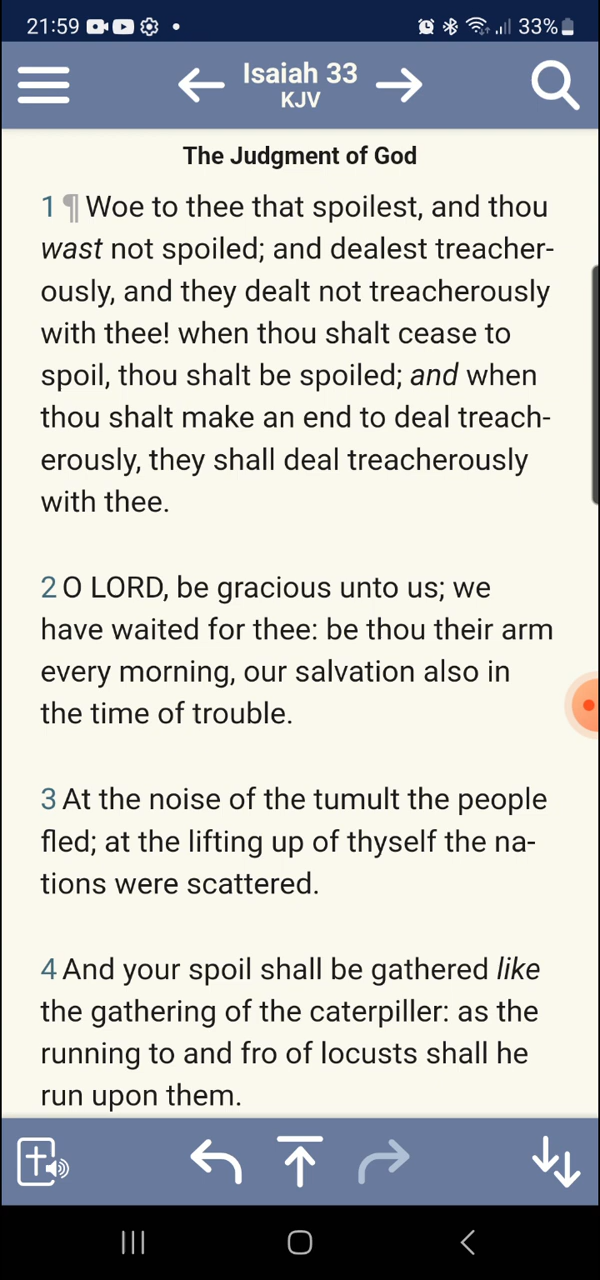 21:59
33%
Isaiah 33
KJV
The Judgment of God
1 ¶ Woe to thee that spoilest, and thou
wast not spoiled; and dealest treacher-
ously, and they dealt not treacherously
with thee! when thou shalt cease to
spoil, thou shalt be spoiled; and when
thou shalt make an end to deal treach-
erously, they shall deal treacherously
with thee.
2 O LORD, be gracious unto us; we
have waited for thee: be thou their arm
every morning, our salvation also in
the time of trouble.
3 At the noise of the tumult the people
fled; at the lifting up of thyself the na-
tions were scattered.
4 And your spoil shall be gathered like
the gathering of the caterpiller: as the
running to and fro of locusts shall he
run upon them.